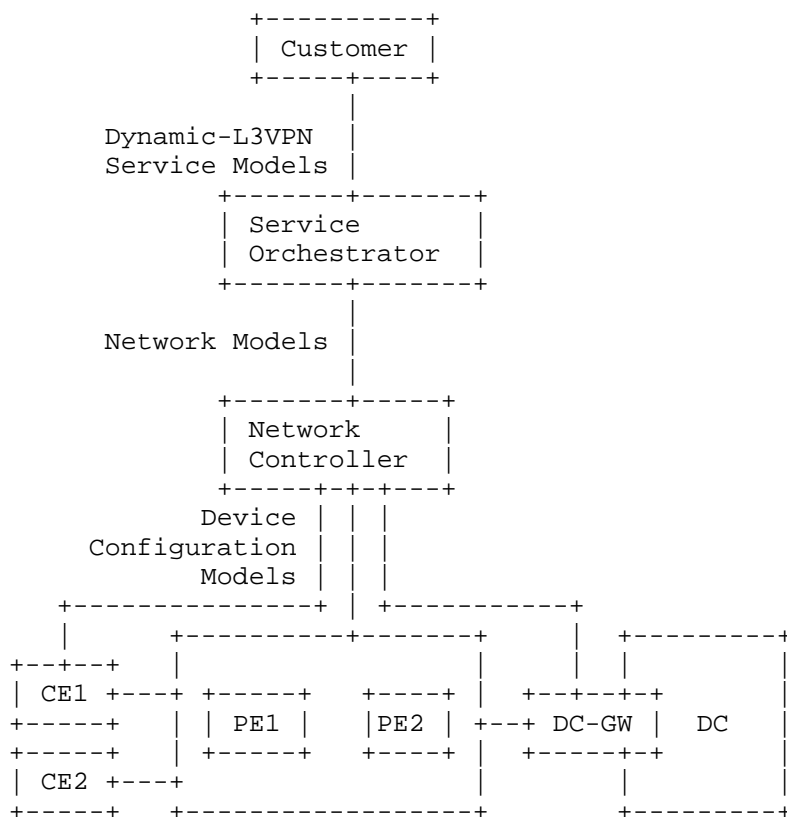 Customer
Dynamic-L3VPN
Service Models
Service
Orchestrator
Network Models
Network
Controller
Device
Configuration
Models
CE1 PE1 PE2 DC-GW DC
CE2